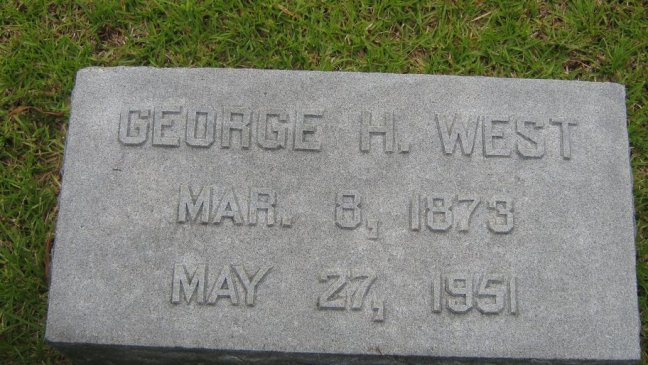 GEORGE H. WEST
MAR. 8, 1873
MAY 27, 1951